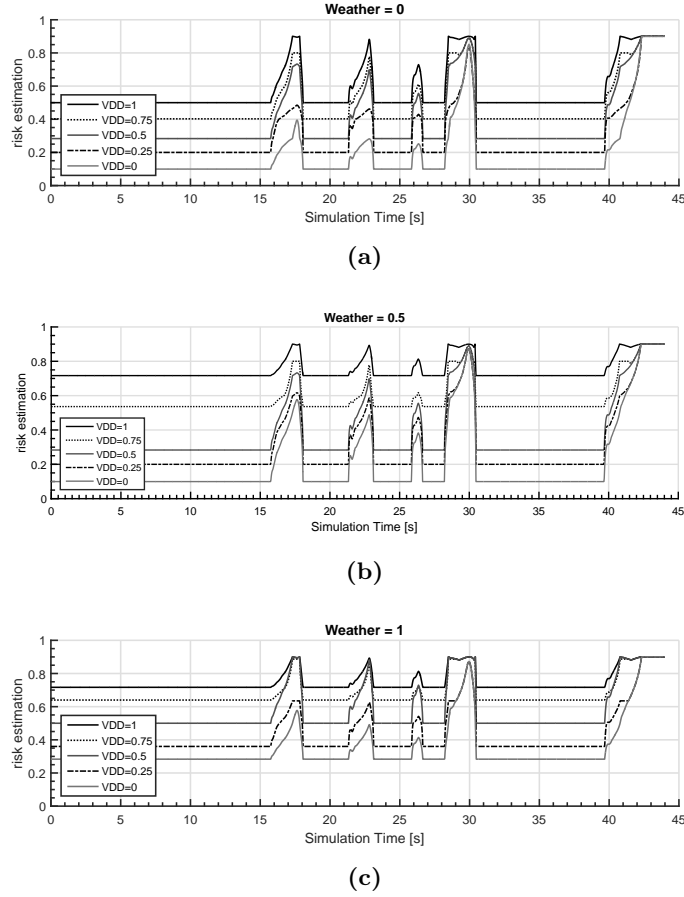 Weather = 0
1
0.8
0.6
0.4
0.2
0
risk estimation
VDD=1
VDD=0.75
VDD=0.5
VDD=0.25
VDD=0
0 5 10 15 20 25 30 35 40 45
Simulation Time [s]
(a)
Weather = 0.5
1
0.8
0.6
0.4
0.2
0
risk estimation
VDD=1
VDD=0.75
VDD=0.5
VDD=0.25
VDD=0
0 5 10 15 20 25 30 35 40 45
Simulation Time [s]
(b)
Weather = 1
1
0.8
0.6
0.4
0.2
0
risk estimation
VDD=1
VDD=0.75
VDD=0.5
VDD=0.25
VDD=0
0 5 10 15 20 25 30 35 40 45
Simulation Time [s]
(c)